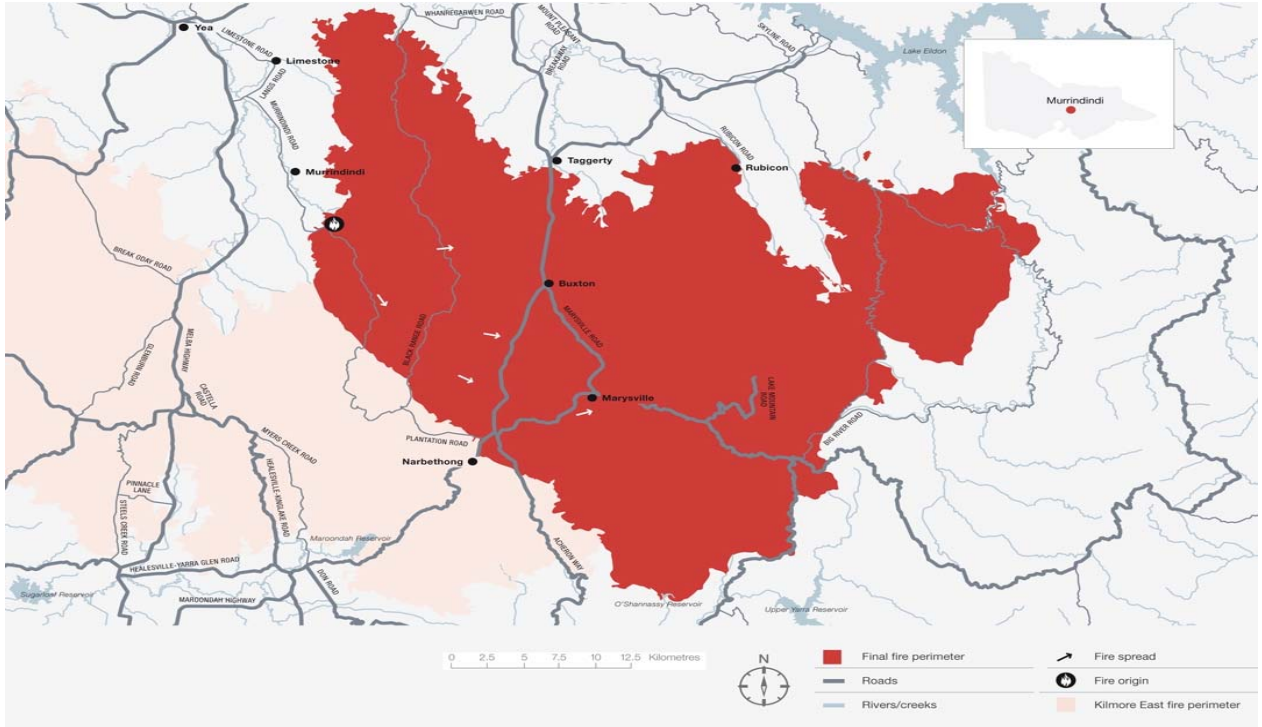 Yea
LIMESTONE ROAD
Limestone
LANGS ROAD
MURRINDINDI ROAD
Murrindindi
WHANREGARWEN ROAD
MOUNT PLEASANT ROAD
BREAKAWAY ROAD
SKYLINE ROAD
Lake Eildon
Murrindindi
Taggerty
RUBICON ROAD
Rubicon
BREAK ODAY ROAD
Buxton
MARYSVILLE ROAD
BLACK RANGE ROAD
MELBA HIGHWAY
GLENBURN ROAD
CASTELLA ROAD
Marysville
LAKE MOUNTAIN ROAD
BIG RIVER ROAD
MYERS CREEK ROAD
PLANTATION ROAD
Narbethong
HEALESVILLE-KINGLAKE ROAD
PINNACLE LANE
STEELS CREEK ROAD
Maroondah Reservoir
HEALESVILLE-YARRA GLEN ROAD
DON ROAD
ACHERON WAY
Sugarloaf Reservoir
MAROONDAH HIGHWAY
O'Shannassy Reservoir
Upper Yarra Reservoir
0 2.5 5 7.5 10 12.5 Kilometres
N
Final fire perimeter
Roads
Rivers/creeks
Fire spread
Fire origin
Kilmore East fire perimeter